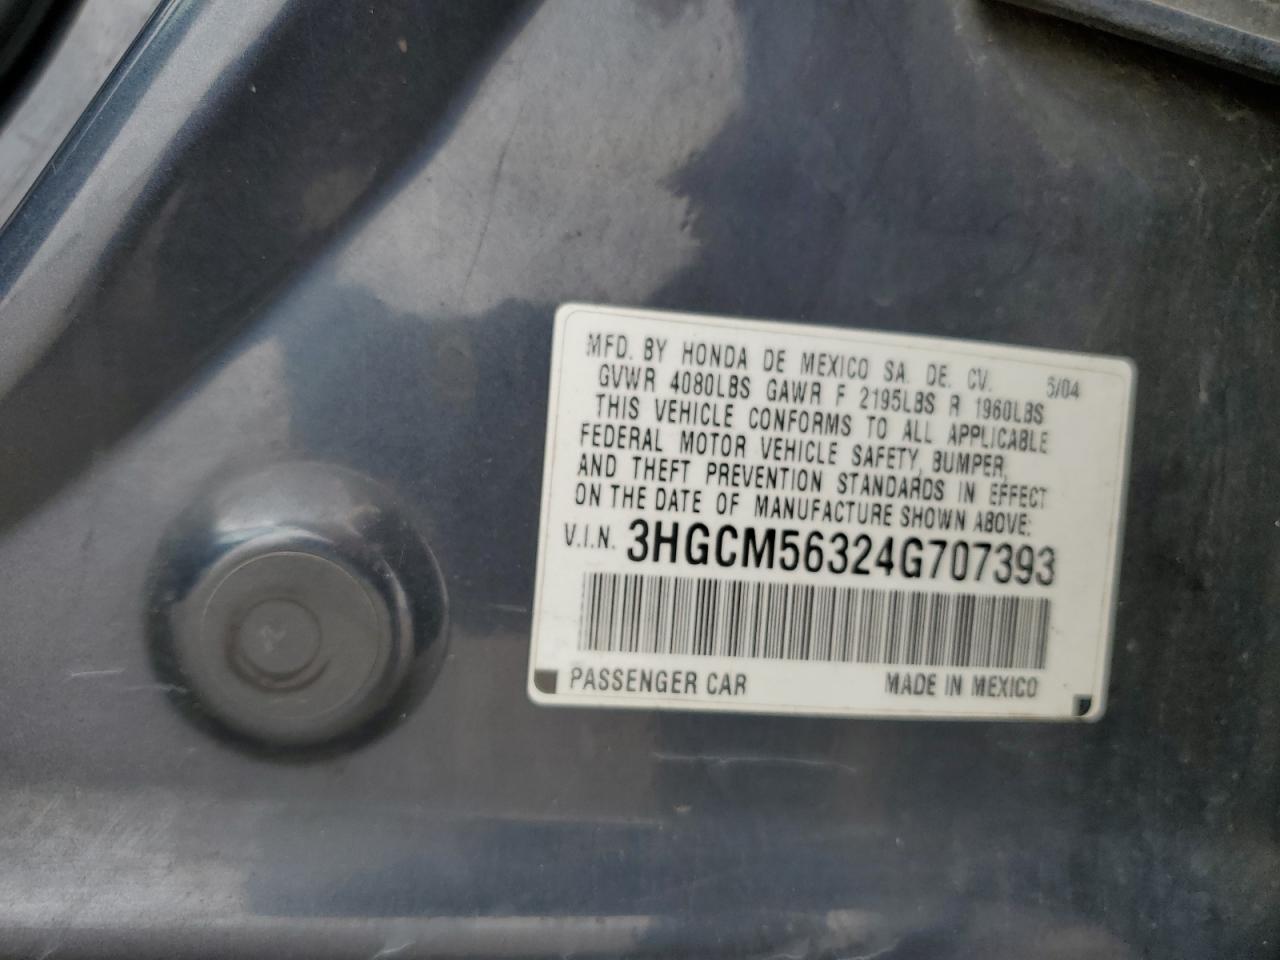 MFD. BY HONDA DE MEXICO SA. DE. CV. 5/04
GVWR 4080LBS GAWR F 2195LBS R 1960LBS
THIS VEHICLE CONFORMS TO ALL APPLICABLE
FEDERAL MOTOR VEHICLE SAFETY, BUMPER,
AND THEFT PREVENTION STANDARDS IN EFFECT
ON THE DATE OF MANUFACTURE SHOWN ABOVE:
V.I.N. 3HGCM56324G707393
PASSENGER CAR MADE IN MEXICO